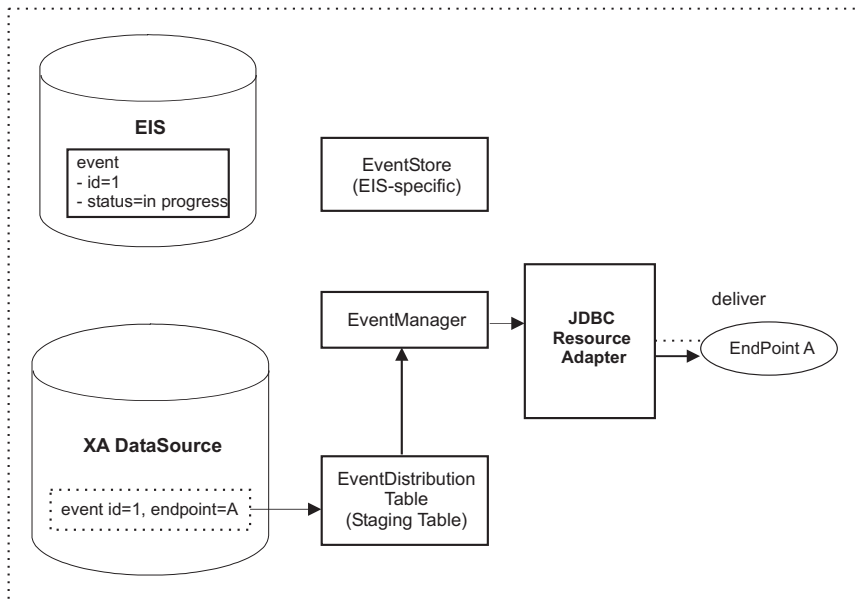 EIS
event
- id=1
- status=in progress
EventStore
(EIS-specific)
EventManager
JDBC
Resource
Adapter
deliver
EndPoint A
XA DataSource
event id=1, endpoint=A
EventDistribution
Table
(Staging Table)